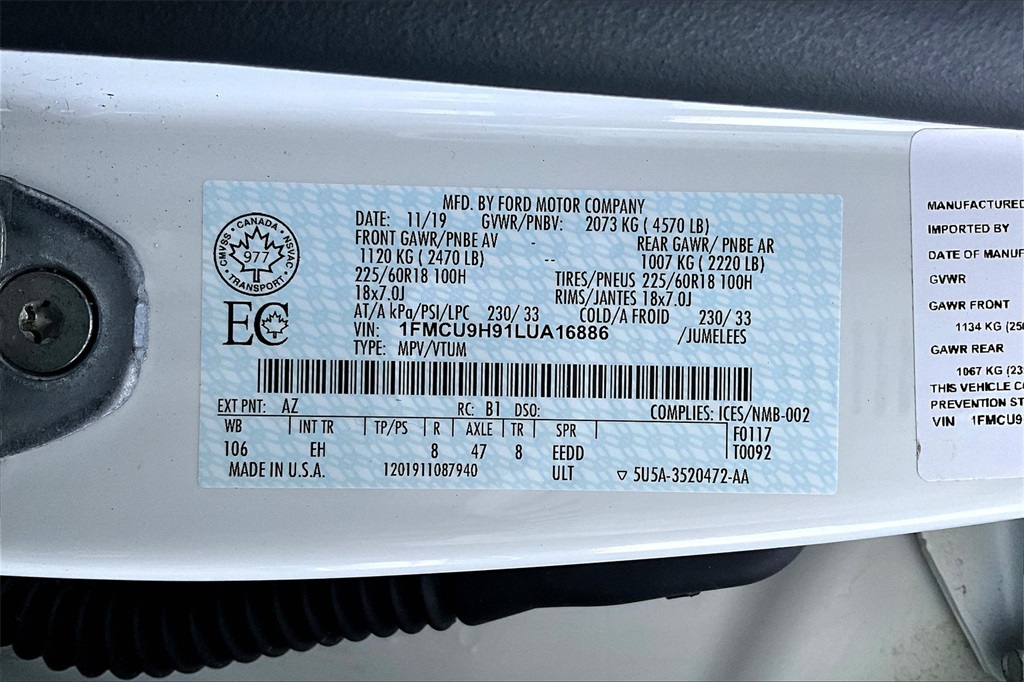 MFD. BY FORD MOTOR COMPANY
DATE: 11/19 GVWR/PNBV: 2073 KG ( 4570 LB)
FRONT GAWR/PNBE AV - REAR GAWR/ PNBE AR
1120 KG ( 2470 LB) -- 1007 KG ( 2220 LB)
225/60R18 100H TIRES/PNEUS 225/60R18 100H
18x7.0J RIMS/JANTES 18x7.0J
AT/A kPa/PSI/LPC 230/ 33 COLD/A FROID 230/ 33
VIN: 1FMCU9H91LUA16886 /JUMELEES
TYPE: MPV/VTUM
CMVSS · CANADA · NSVAC
977
· TRANSPORT ·
EC
EXT PNT: AZ RC: B1 DSO: COMPLIES: ICES/NMB-002
WB INT TR TP/PS R AXLE TR SPR F0117
106 EH 8 47 8 EEDD T0092
MADE IN U.S.A. 1201911087940 ULT ▽ 5U5A-3520472-AA
MANUFACTURED
IMPORTED BY
DATE OF MANUF
GVWR
GAWR FRONT
1134 KG (25
GAWR REAR
1067 KG (23
THIS VEHICLE C
PREVENTION ST
VIN 1FMCU9